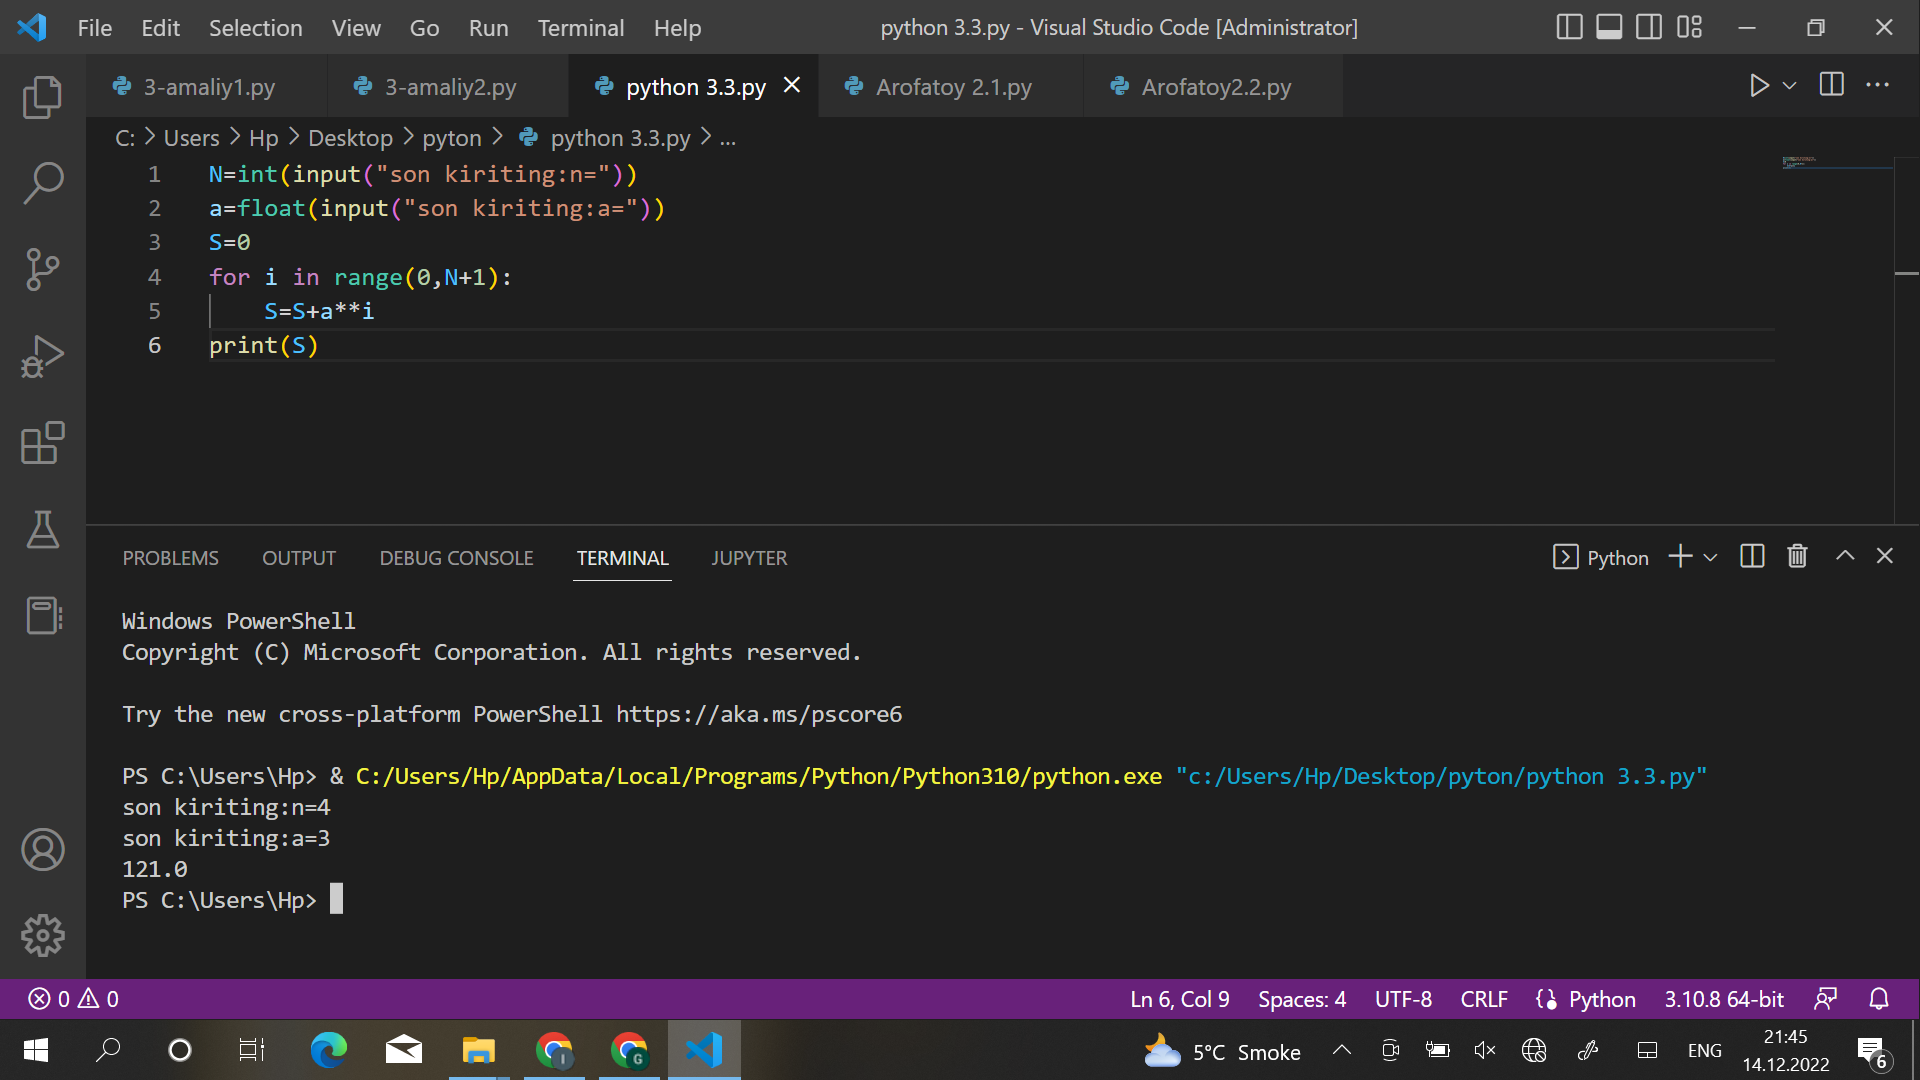 File Edit Selection View Go Run Terminal Help python 3.3.py - Visual Studio Code [Administrator]
3-amaliy1.py 3-amaliy2.py python 3.3.py Arofatoy 2.1.py Arofatoy2.2.py
C: > Users > Hp > Desktop > pyton > python 3.3.py > ...
1 N=int(input("son kiriting:n="))
2 a=float(input("son kiriting:a="))
3 S=0
4 for i in range(0,N+1):
5     S=S+a**i
6 print(S)
PROBLEMS OUTPUT DEBUG CONSOLE TERMINAL JUPYTER Python
Windows PowerShell
Copyright (C) Microsoft Corporation. All rights reserved.
Try the new cross-platform PowerShell https://aka.ms/pscore6
PS C:\Users\Hp> & C:/Users/Hp/AppData/Local/Programs/Python/Python310/python.exe "c:/Users/Hp/Desktop/pyton/python 3.3.py"
son kiriting:n=4
son kiriting:a=3
121.0
PS C:\Users\Hp>
0 0 Ln 6, Col 9 Spaces: 4 UTF-8 CRLF Python 3.10.8 64-bit
I G 5°C Smoke ENG 21:45
14.12.2022 6